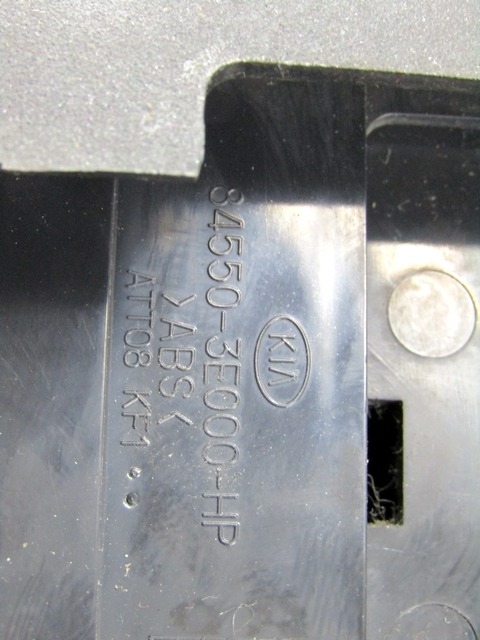 KIA
84550-3E000-HP
>ABS<
ATT08 KF1